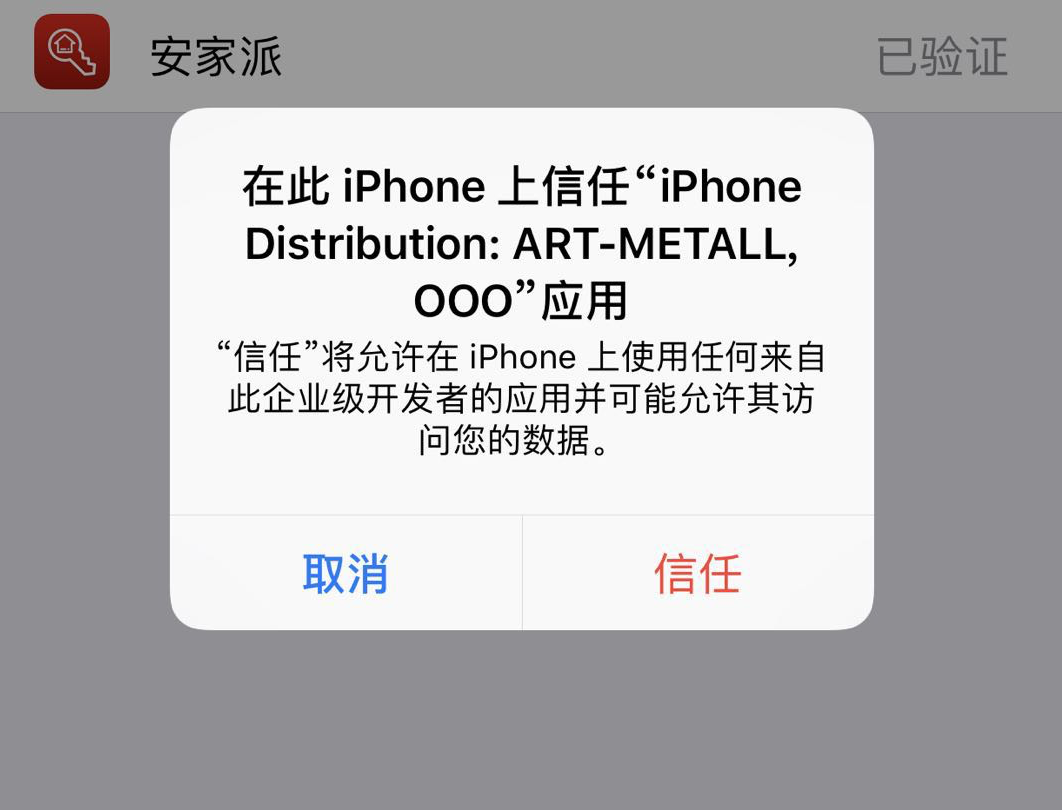 安家派
已验证
在此 iPhone 上信任“iPhone
Distribution: ART-METALL,
OOO”应用
“信任”将允许在 iPhone 上使用任何来自
此企业级开发者的应用并可能允许其访
问您的数据。
取消
信任